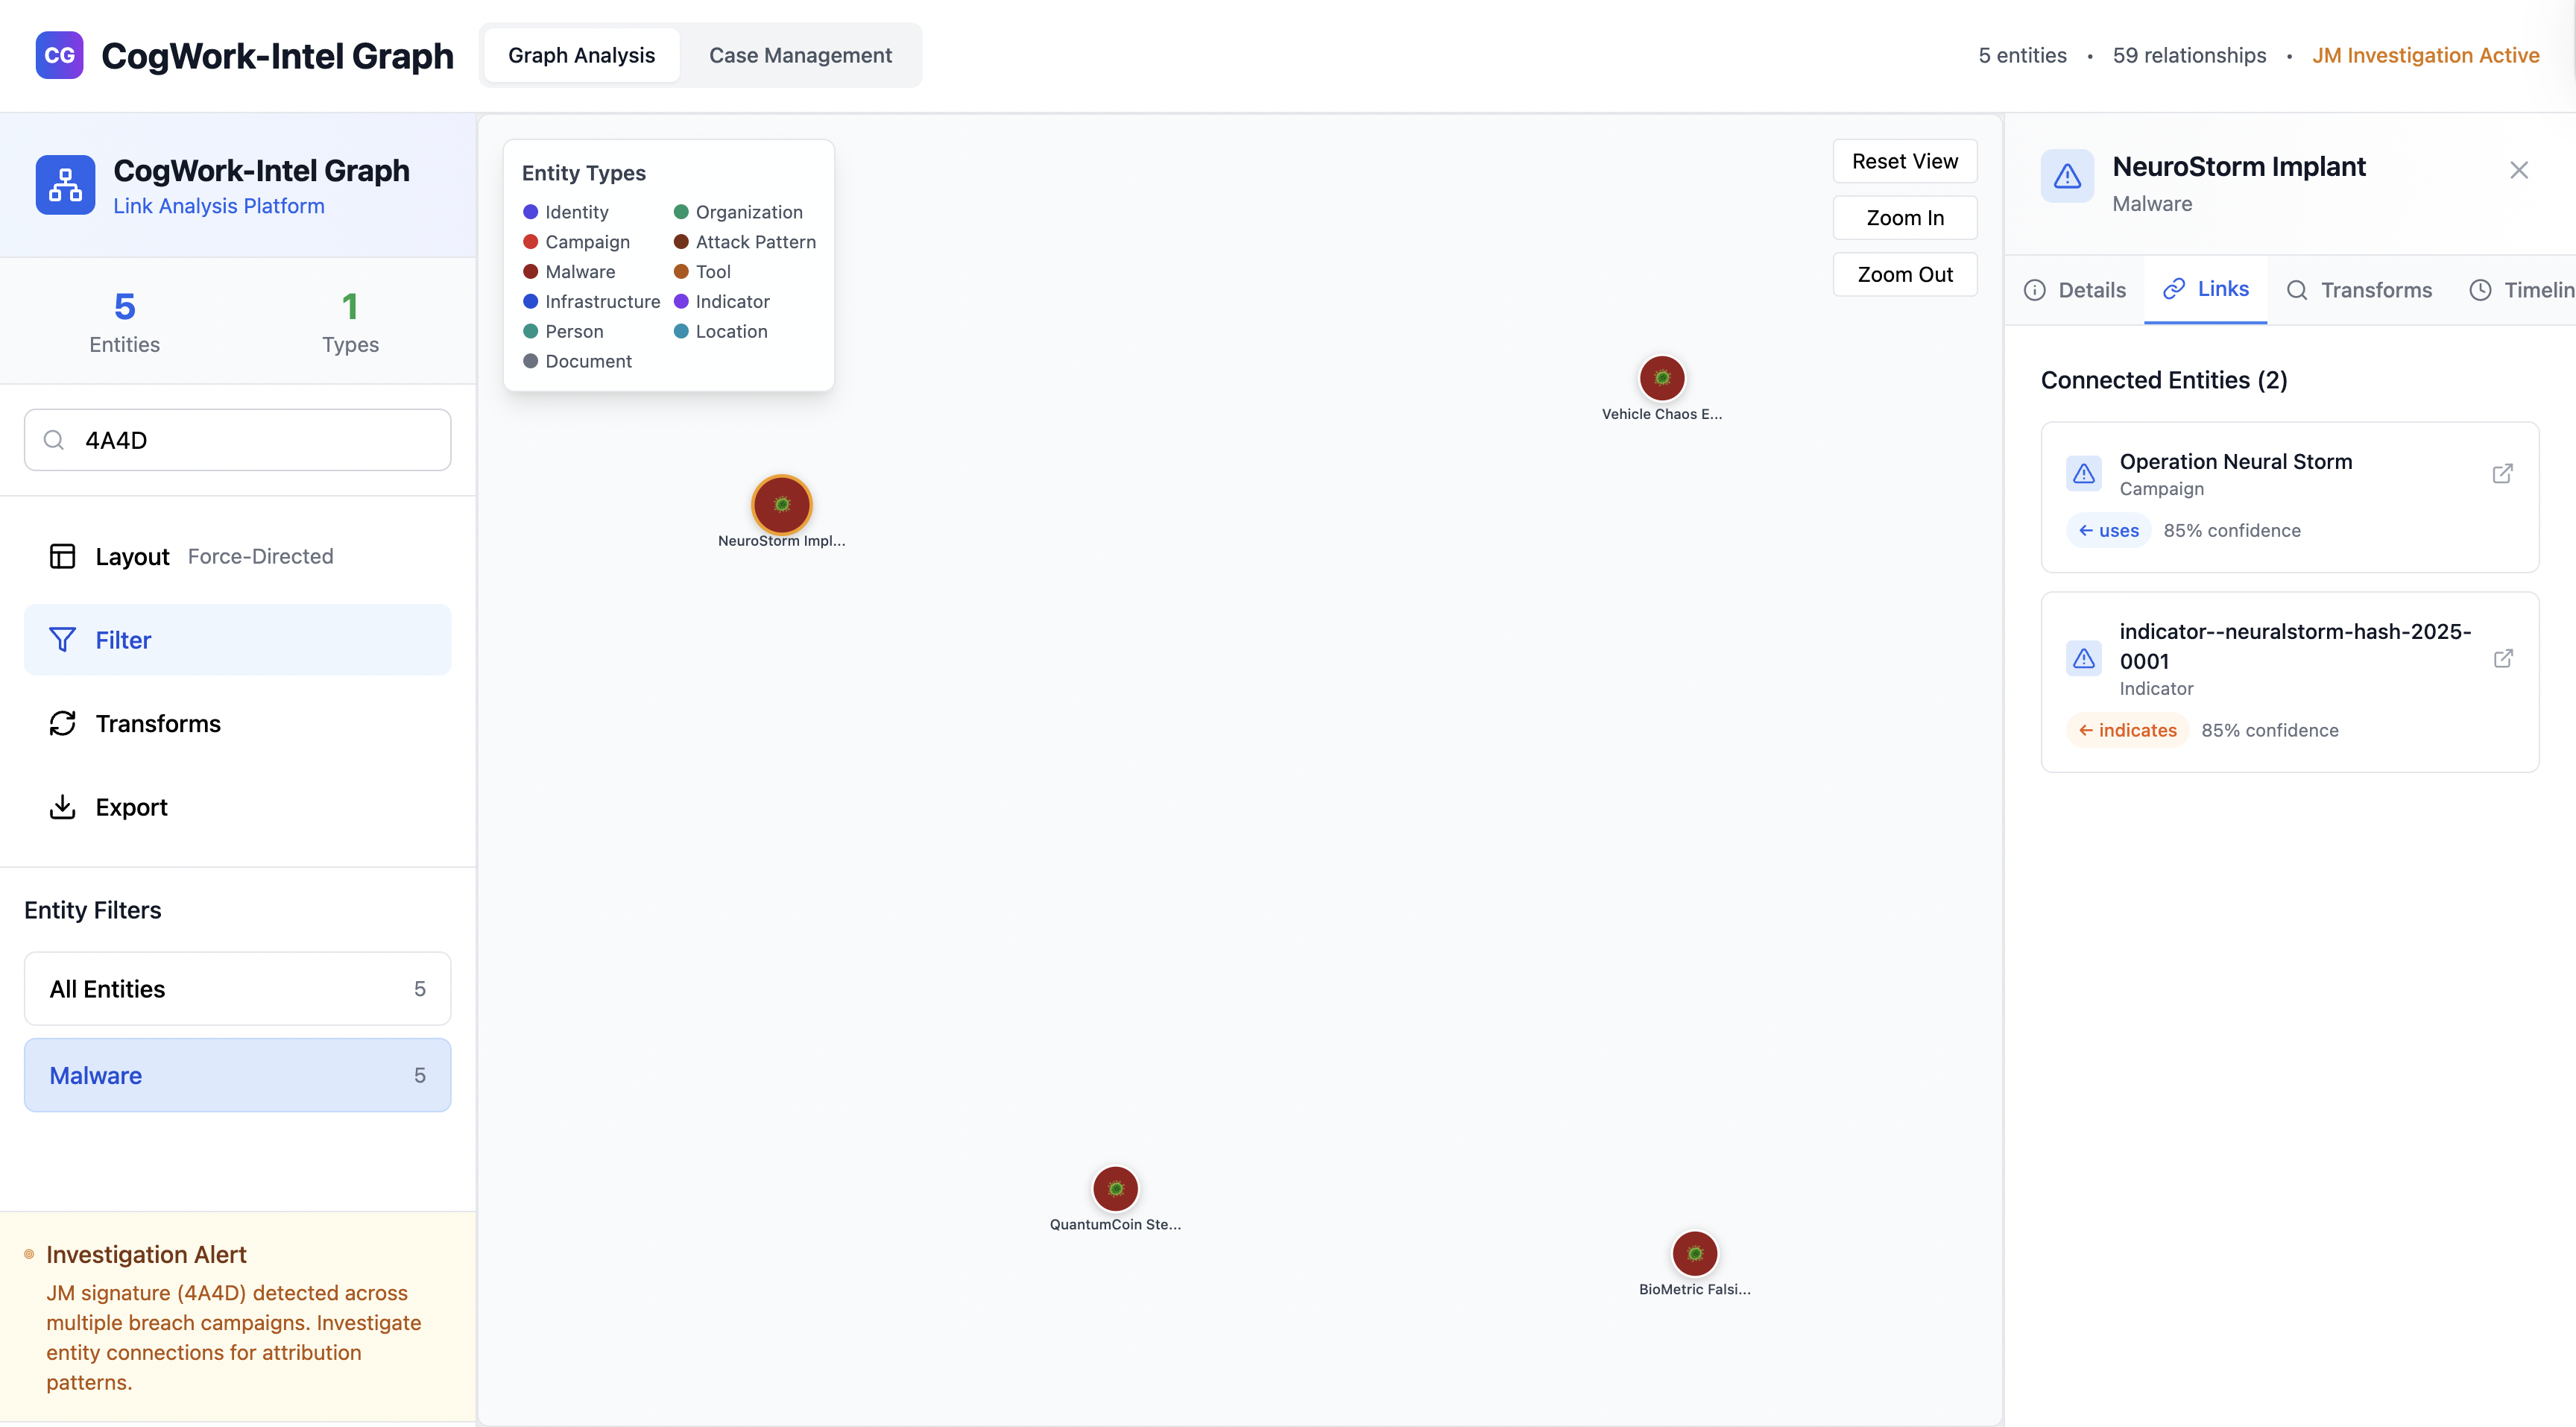 CG
CogWork-Intel Graph
Graph Analysis
Case Management
5 entities • 59 relationships • JM Investigation Active
CogWork-Intel Graph
Link Analysis Platform
5
Entities
1
Types
4A4D
Layout Force-Directed
Filter
Transforms
Export
Entity Filters
All Entities 5
Malware 5
Investigation Alert
JM signature (4A4D) detected across
multiple breach campaigns. Investigate
entity connections for attribution
patterns.
Entity Types
Identity
Organization
Campaign
Attack Pattern
Malware
Tool
Infrastructure
Indicator
Person
Location
Document
Reset View
Zoom In
Zoom Out
Vehicle Chaos E...
NeuroStorm Impl...
QuantumCoin Ste...
BioMetric Falsi...
NeuroStorm Implant
Malware
Details
Links
Transforms
Timelin
Connected Entities (2)
Operation Neural Storm
Campaign
← uses 85% confidence
indicator--neuralstorm-hash-2025-
0001
Indicator
← indicates 85% confidence